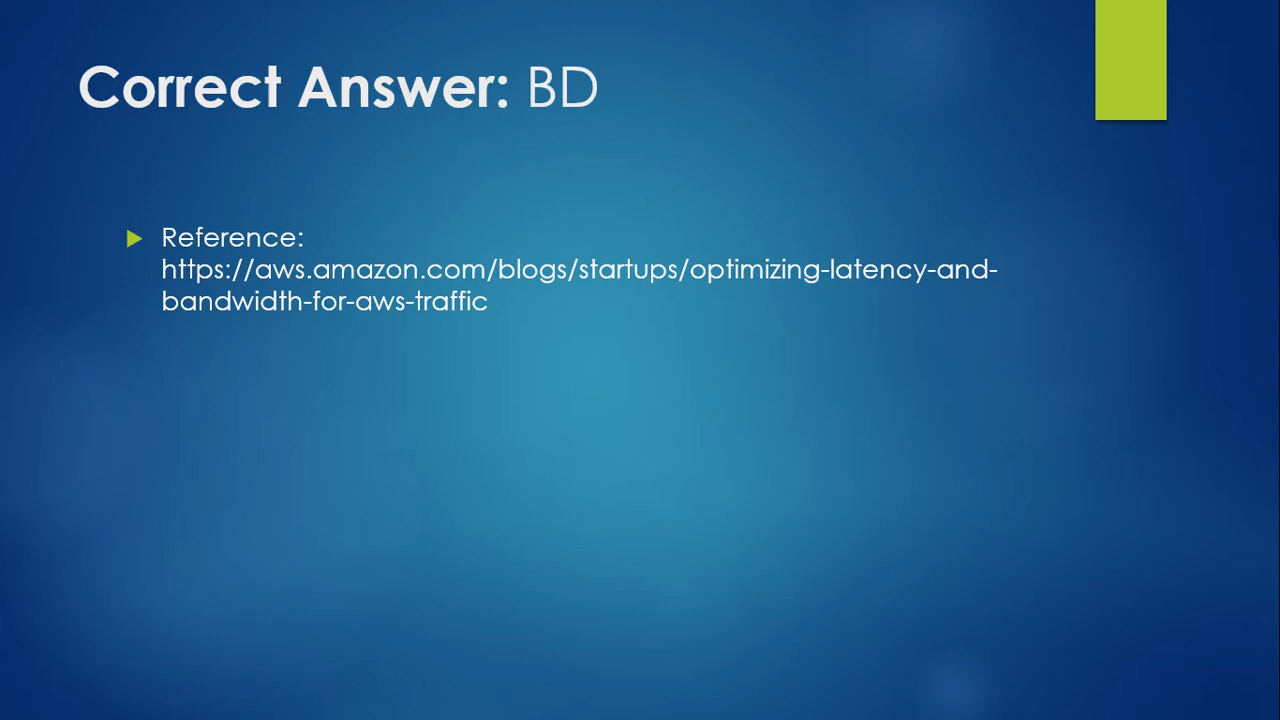 Correct Answer: BD
Reference:
https://aws.amazon.com/blogs/startups/optimizing-latency-and-
bandwidth-for-aws-traffic